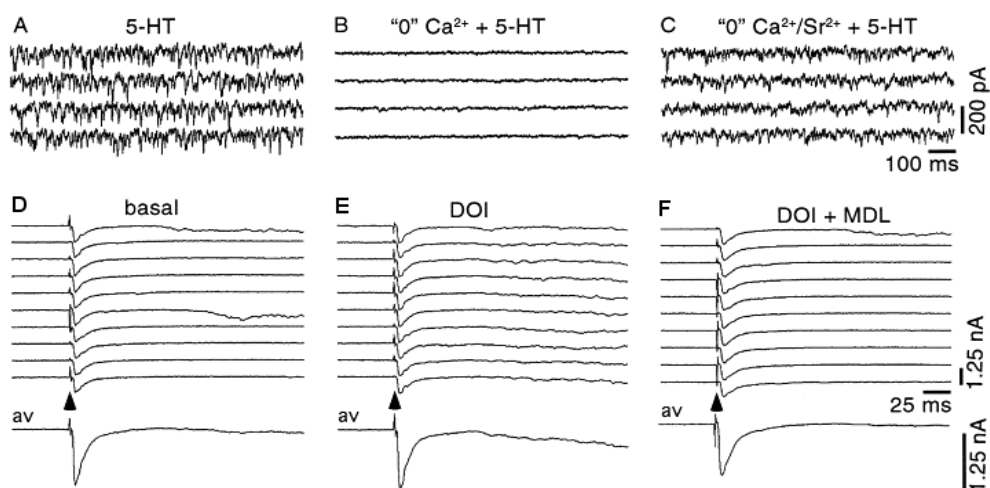 A 5-HT
B "0" Ca²⁺ + 5-HT
C "0" Ca²⁺/Sr²⁺ + 5-HT
200 pA
100 ms
D basal
E DOI
F DOI + MDL
1.25 nA
25 ms
av
av
av
1.25 nA